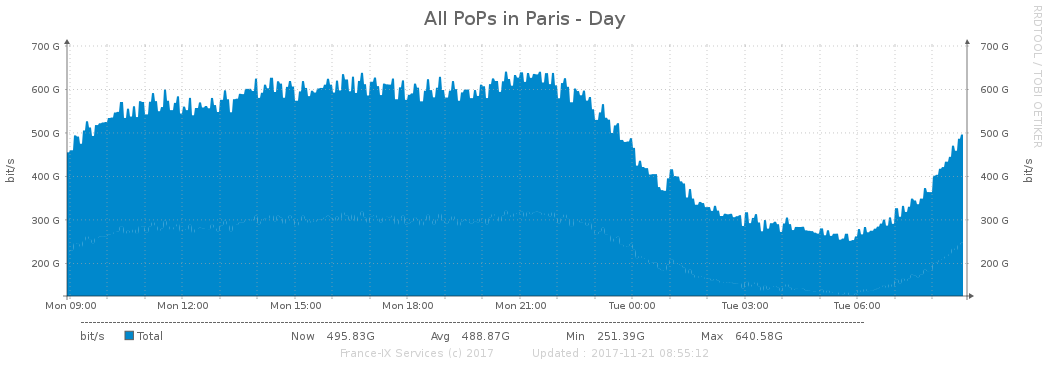 All PoPs in Paris - Day
RRDTOOL / TOBI OETIKER
700 G 700 G
600 G 600 G
500 G 500 G
400 G 400 G
300 G 300 G
200 G 200 G
bit/s bit/s
Mon 09:00 Mon 12:00 Mon 15:00 Mon 18:00 Mon 21:00 Tue 00:00 Tue 03:00 Tue 06:00
bit/s Total Now 495.83G Avg 488.87G Min 251.39G Max 640.58G
France-IX Services (c) 2017 Updated : 2017-11-21 08:55:12